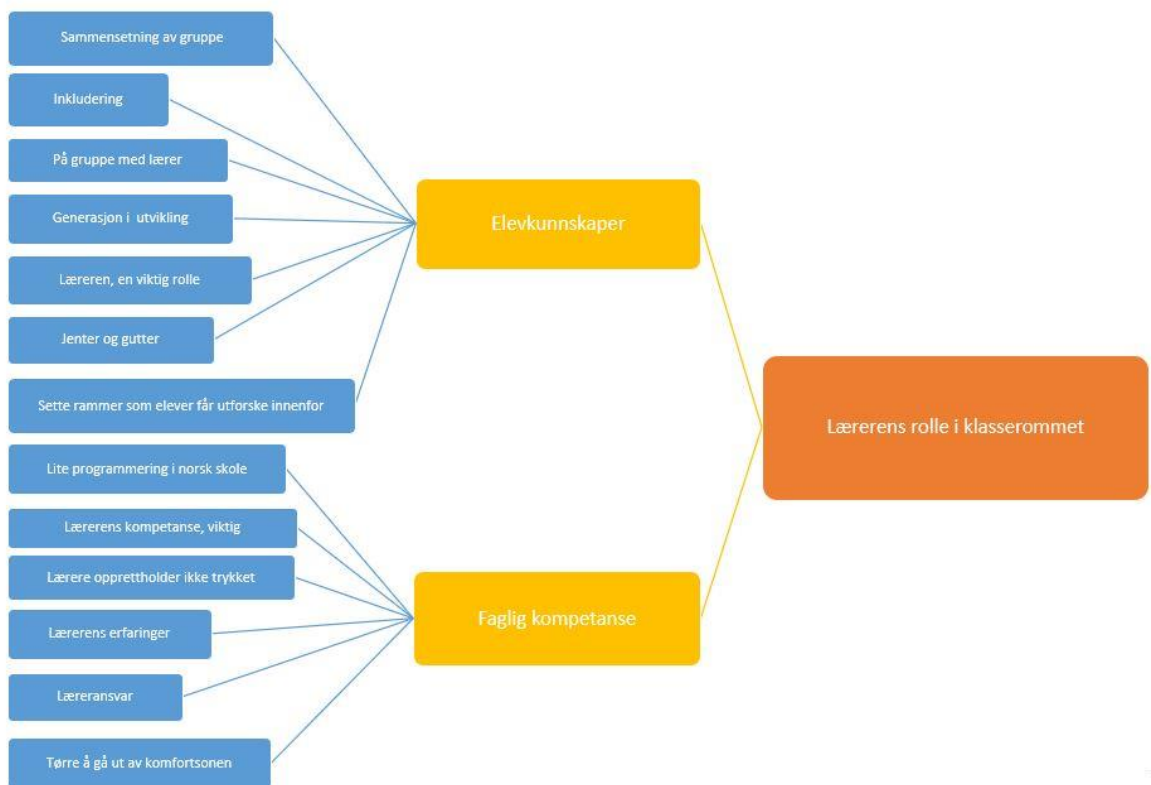 Sammensetning av gruppe
Inkludering
På gruppe med lærer
Generasjon i utvikling
Læreren, en viktig rolle
Jenter og gutter
Sette rammer som elever får utforske innenfor
Elevkunnskaper
Lærerens rolle i klasserommet
Lite programmering i norsk skole
Lærerens kompetanse, viktig
Lærere opprettholder ikke trykket
Lærerens erfaringer
Læreransvar
Tørre å gå ut av komfortsonen
Faglig kompetanse